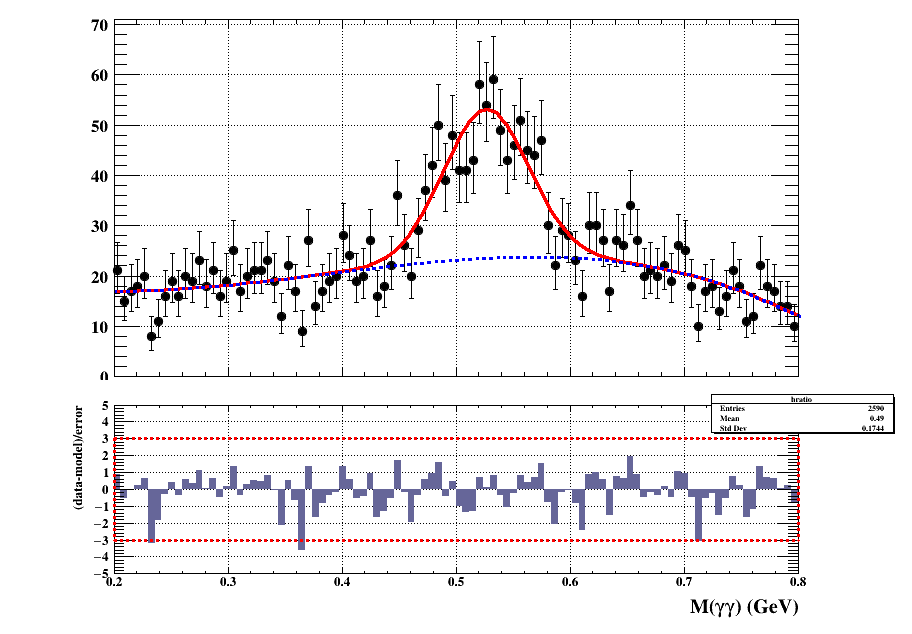 70
60
50
40
30
20
10
0
(data-model)/error
5
4
3
2
1
0
−1
−2
−3
−4
−5
hratio
Entries 2590
Mean 0.49
Std Dev 0.1744
0.2 0.3 0.4 0.5 0.6 0.7 0.8
M(γγ) (GeV)